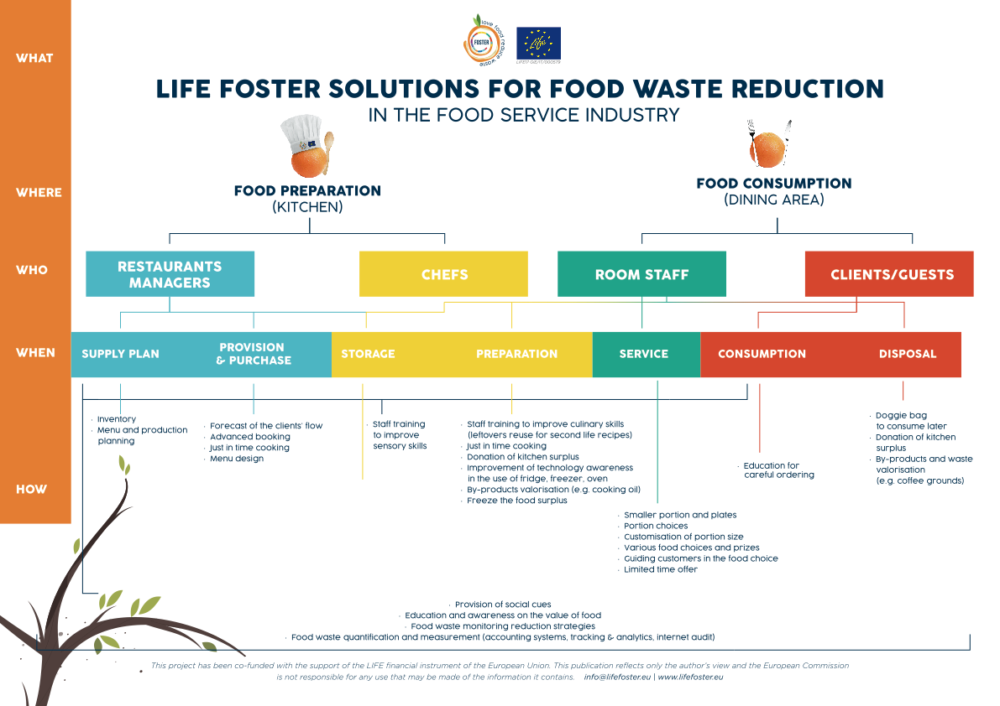 WHAT
love food reduce waste
FOSTER
Life
LIFE FOSTER SOLUTIONS FOR FOOD WASTE REDUCTION
IN THE FOOD SERVICE INDUSTRY
WHERE
FOOD PREPARATION
(KITCHEN)
FOOD CONSUMPTION
(DINING AREA)
WHO
RESTAURANTS
MANAGERS
CHEFS
ROOM STAFF
CLIENTS/GUESTS
WHEN
SUPPLY PLAN
PROVISION
& PURCHASE
STORAGE
PREPARATION
SERVICE
CONSUMPTION
DISPOSAL
HOW
· Inventory
· Menu and production
planning
· Forecast of the clients' flow
· Advanced booking
· Just in time cooking
· Menu design
· Staff training
to improve
sensory skills
· Staff training to improve culinary skills
(leftovers reuse for second life recipes)
· Just in time cooking
· Donation of kitchen surplus
· Improvement of technology awareness
in the use of fridge, freezer, oven
· By-products valorisation (e.g. cooking oil)
· Freeze the food surplus
· Smaller portion and plates
· Portion choices
· Customisation of portion size
· Various food choices and prizes
· Guiding customers in the food choice
· Limited time offer
· Education for
careful ordering
· Doggie bag
to consume later
· Donation of kitchen
surplus
· By-products and waste
valorisation
(e.g. coffee grounds)
· Provision of social cues
· Education and awareness on the value of food
· Food waste monitoring reduction strategies
· Food waste quantification and measurement (accounting systems, tracking & analytics, internet audit)
This project has been co-funded with the support of the LIFE financial instrument of the European Union. This publication reflects only the author's view and the European Commission
is not responsible for any use that may be made of the information it contains. info@lifefoster.eu | www.lifefoster.eu